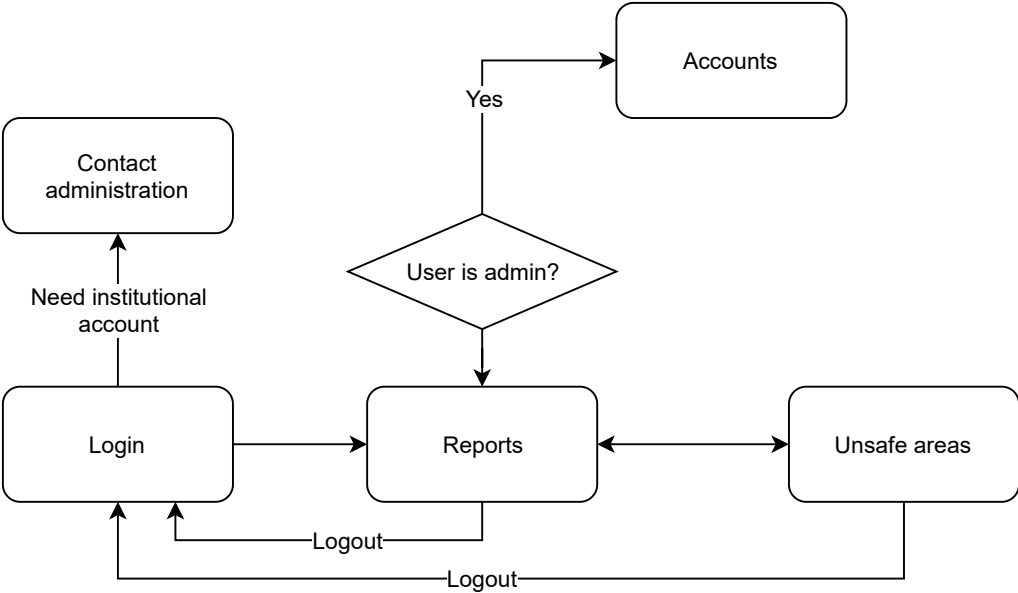 Accounts
Yes
Contact
administration
User is admin?
Need institutional
account
Login
Reports
Unsafe areas
Logout
Logout